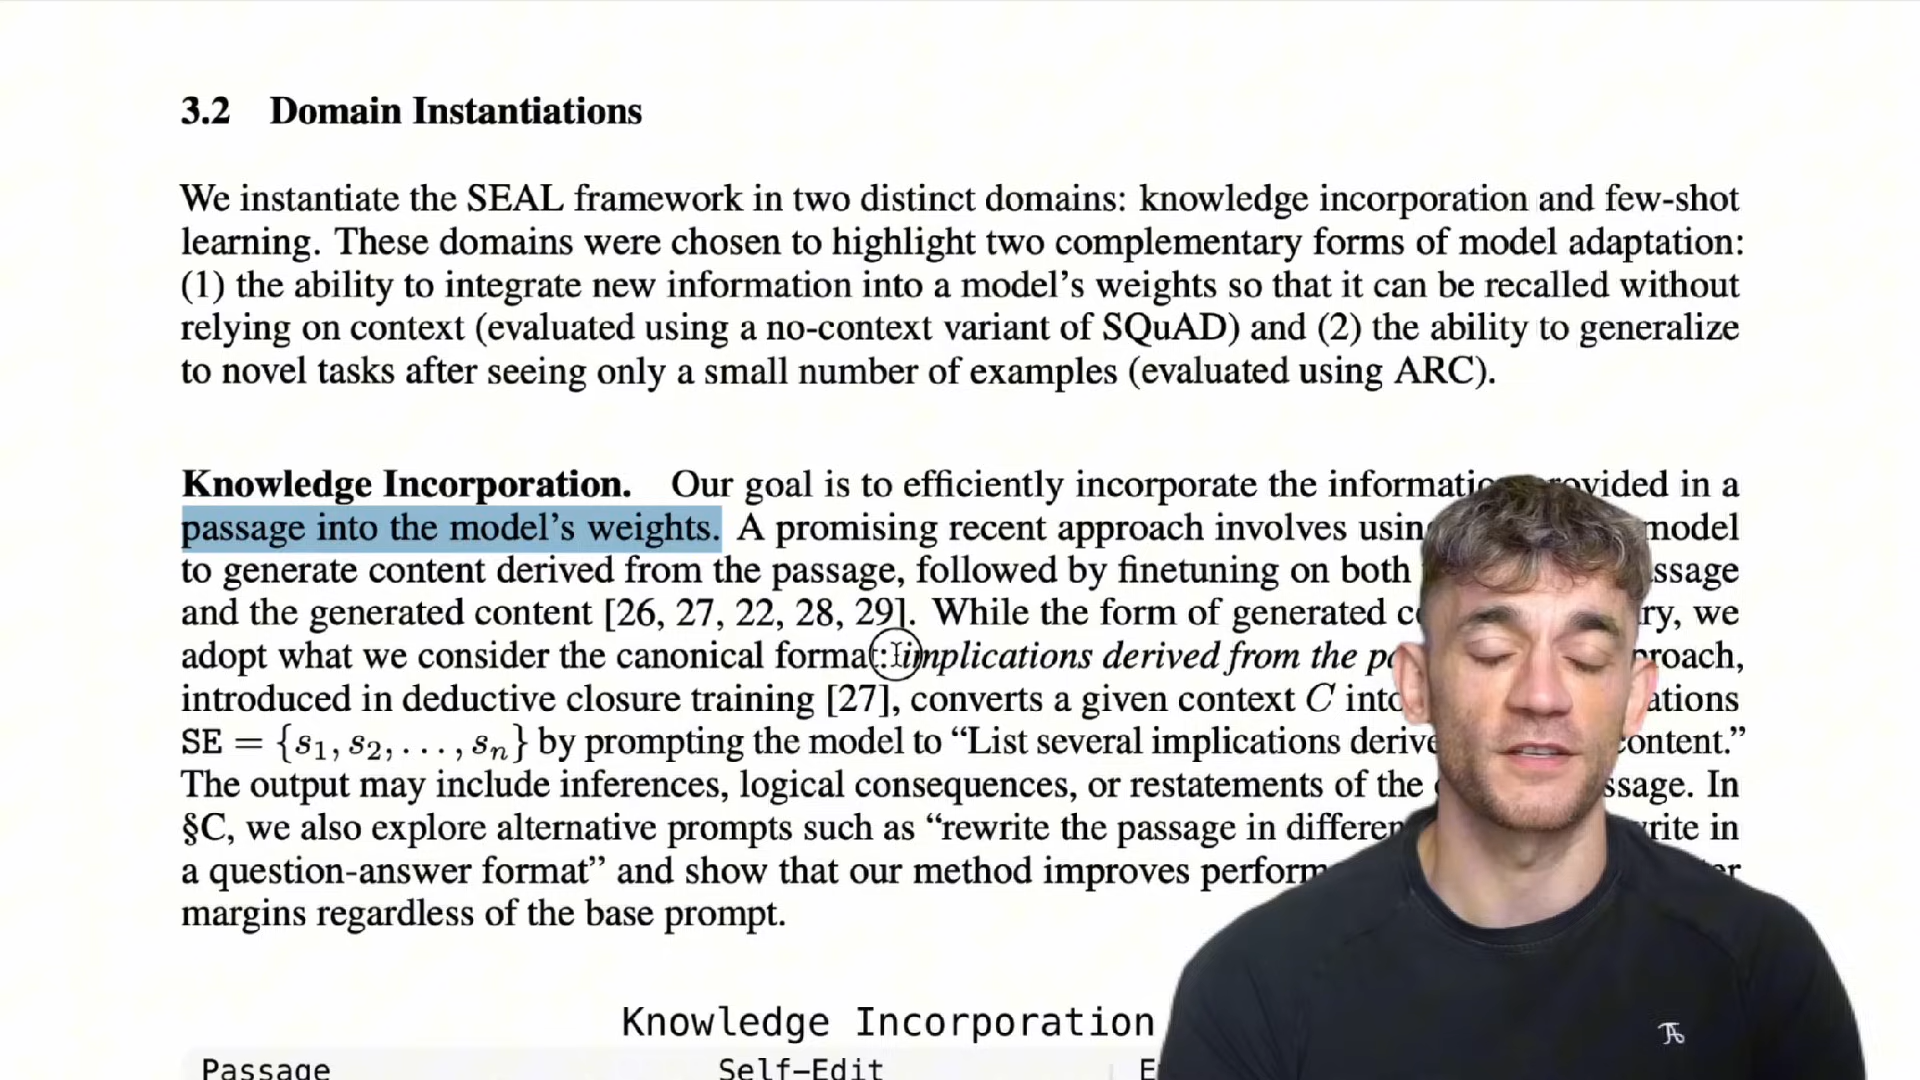 3.2 Domain Instantiations
We instantiate the SEAL framework in two distinct domains: knowledge incorporation and few-shot
learning. These domains were chosen to highlight two complementary forms of model adaptation:
(1) the ability to integrate new information into a model's weights so that it can be recalled without
relying on context (evaluated using a no-context variant of SQuAD) and (2) the ability to generalize
to novel tasks after seeing only a small number of examples (evaluated using ARC).
Knowledge Incorporation. Our goal is to efficiently incorporate the information provided in a
passage into the model's weights. A promising recent approach involves using model
to generate content derived from the passage, followed by finetuning on both
and the generated content [26, 27, 22, 28, 29]. While the form of generated we
adopt what we consider the canonical format: implications derived from the
introduced in deductive closure training [27], converts a given context C into
SE = {s1, s2, . . . , sn} by prompting the model to “List several implications content.”
The output may include inferences, logical consequences, or restatements of the In
§C, we also explore alternative prompts such as “rewrite the passage in in
a question-answer format” and show that our method improves
margins regardless of the base prompt.
Knowledge Incorporation
Passage Self-Edit